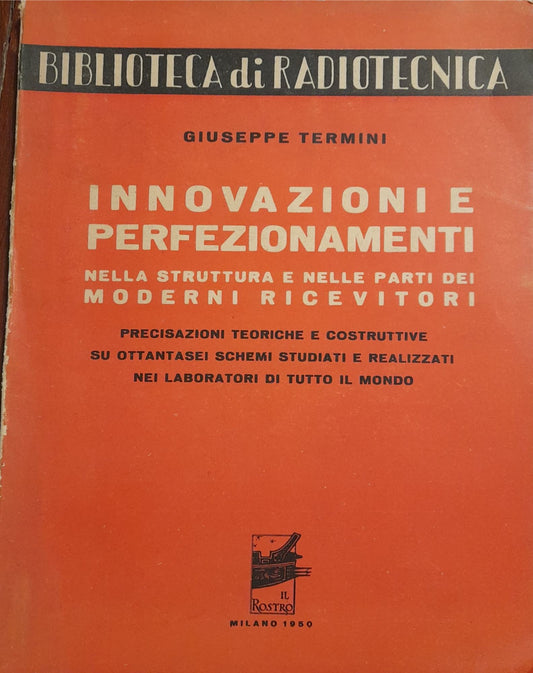 BIBLIOTECA di RADIOTECNICA
GIUSEPPE TERMINI
INNOVAZIONI E
PERFEZIONAMENTI
NELLA STRUTTURA E NELLE PARTI DEI
MODERNI RICEVITORI
PRECISAZIONI TEORICHE E COSTRUTTIVE
SU OTTANTASEI SCHEMI STUDIATI E REALIZZATI
NEI LABORATORI DI TUTTO IL MONDO
IL
ROSTRO
MILANO 1950